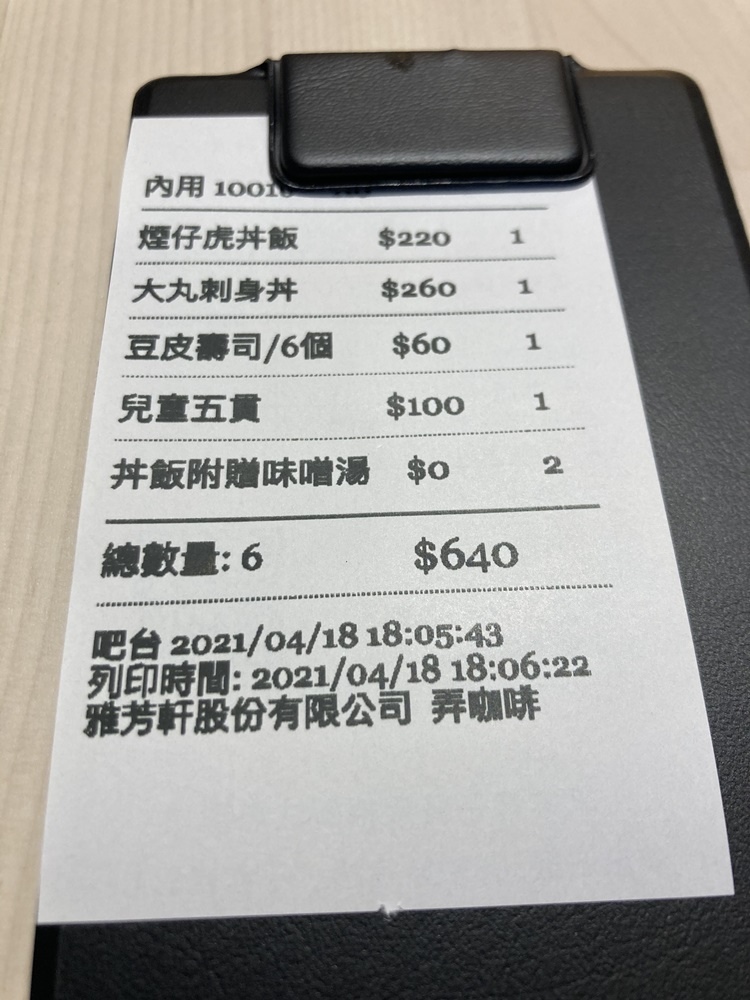 內用
煙仔虎丼飯 $220 1
大丸刺身丼 $260 1
豆皮壽司/6個 $60 1
兒童五貫 $100 1
丼飯附贈味噌湯 $0 2
總數量: 6 $640
吧台 2021/04/18 18:05:43
列印時間: 2021/04/18 18:06:22
雅芳軒股份有限公司 弄咖啡